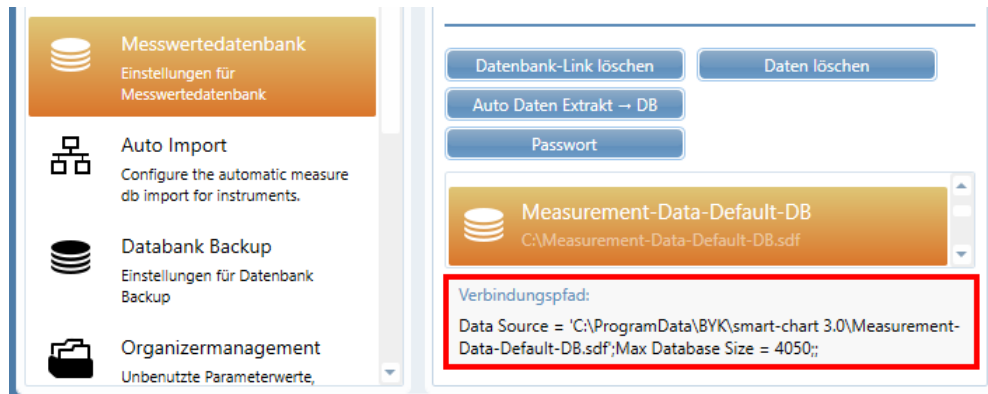 Messwertedatenbank
Einstellungen für
Messwertedatenbank
Auto Import
Configure the automatic measure
db import for instruments.
Databank Backup
Einstellungen für Datenbank
Backup
Organizermanagement
Unbenutzte Parameterwerte,
Datenbank-Link löschen
Daten löschen
Auto Daten Extrakt → DB
Passwort
Measurement-Data-Default-DB
C:\Measurement-Data-Default-DB.sdf
Verbindungspfad:
Data Source = 'C:\ProgramData\BYK\smart-chart 3.0\Measurement-
Data-Default-DB.sdf';Max Database Size = 4050;;